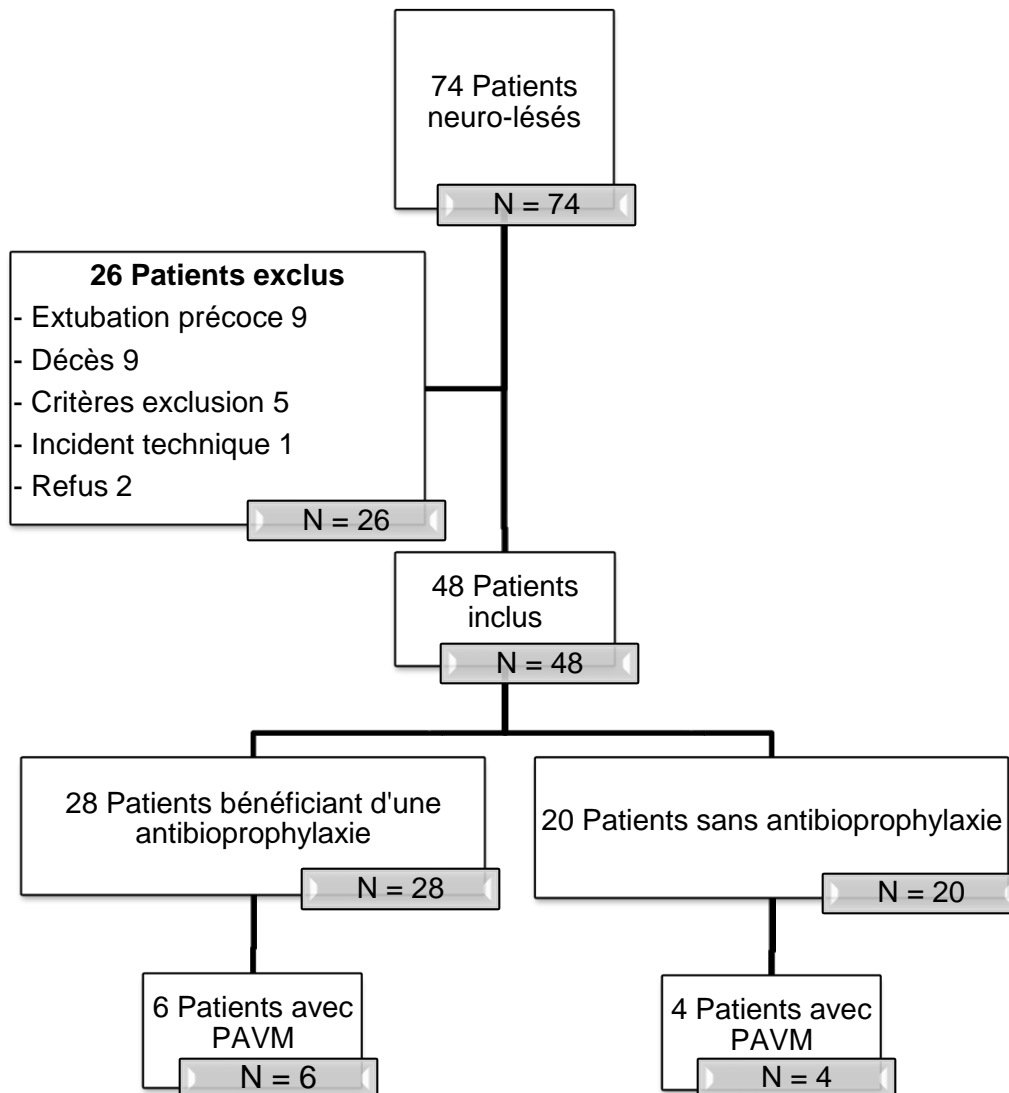 74 Patients
neuro-lésés
N = 74
26 Patients exclus
- Extubation précoce 9
- Décès 9
- Critères exclusion 5
- Incident technique 1
- Refus 2
N = 26
48 Patients
inclus
N = 48
28 Patients bénéficiant d'une
antibioprophylaxie
N = 28
20 Patients sans antibioprophylaxie
N = 20
6 Patients avec
PAVM
N = 6
4 Patients avec
PAVM
N = 4